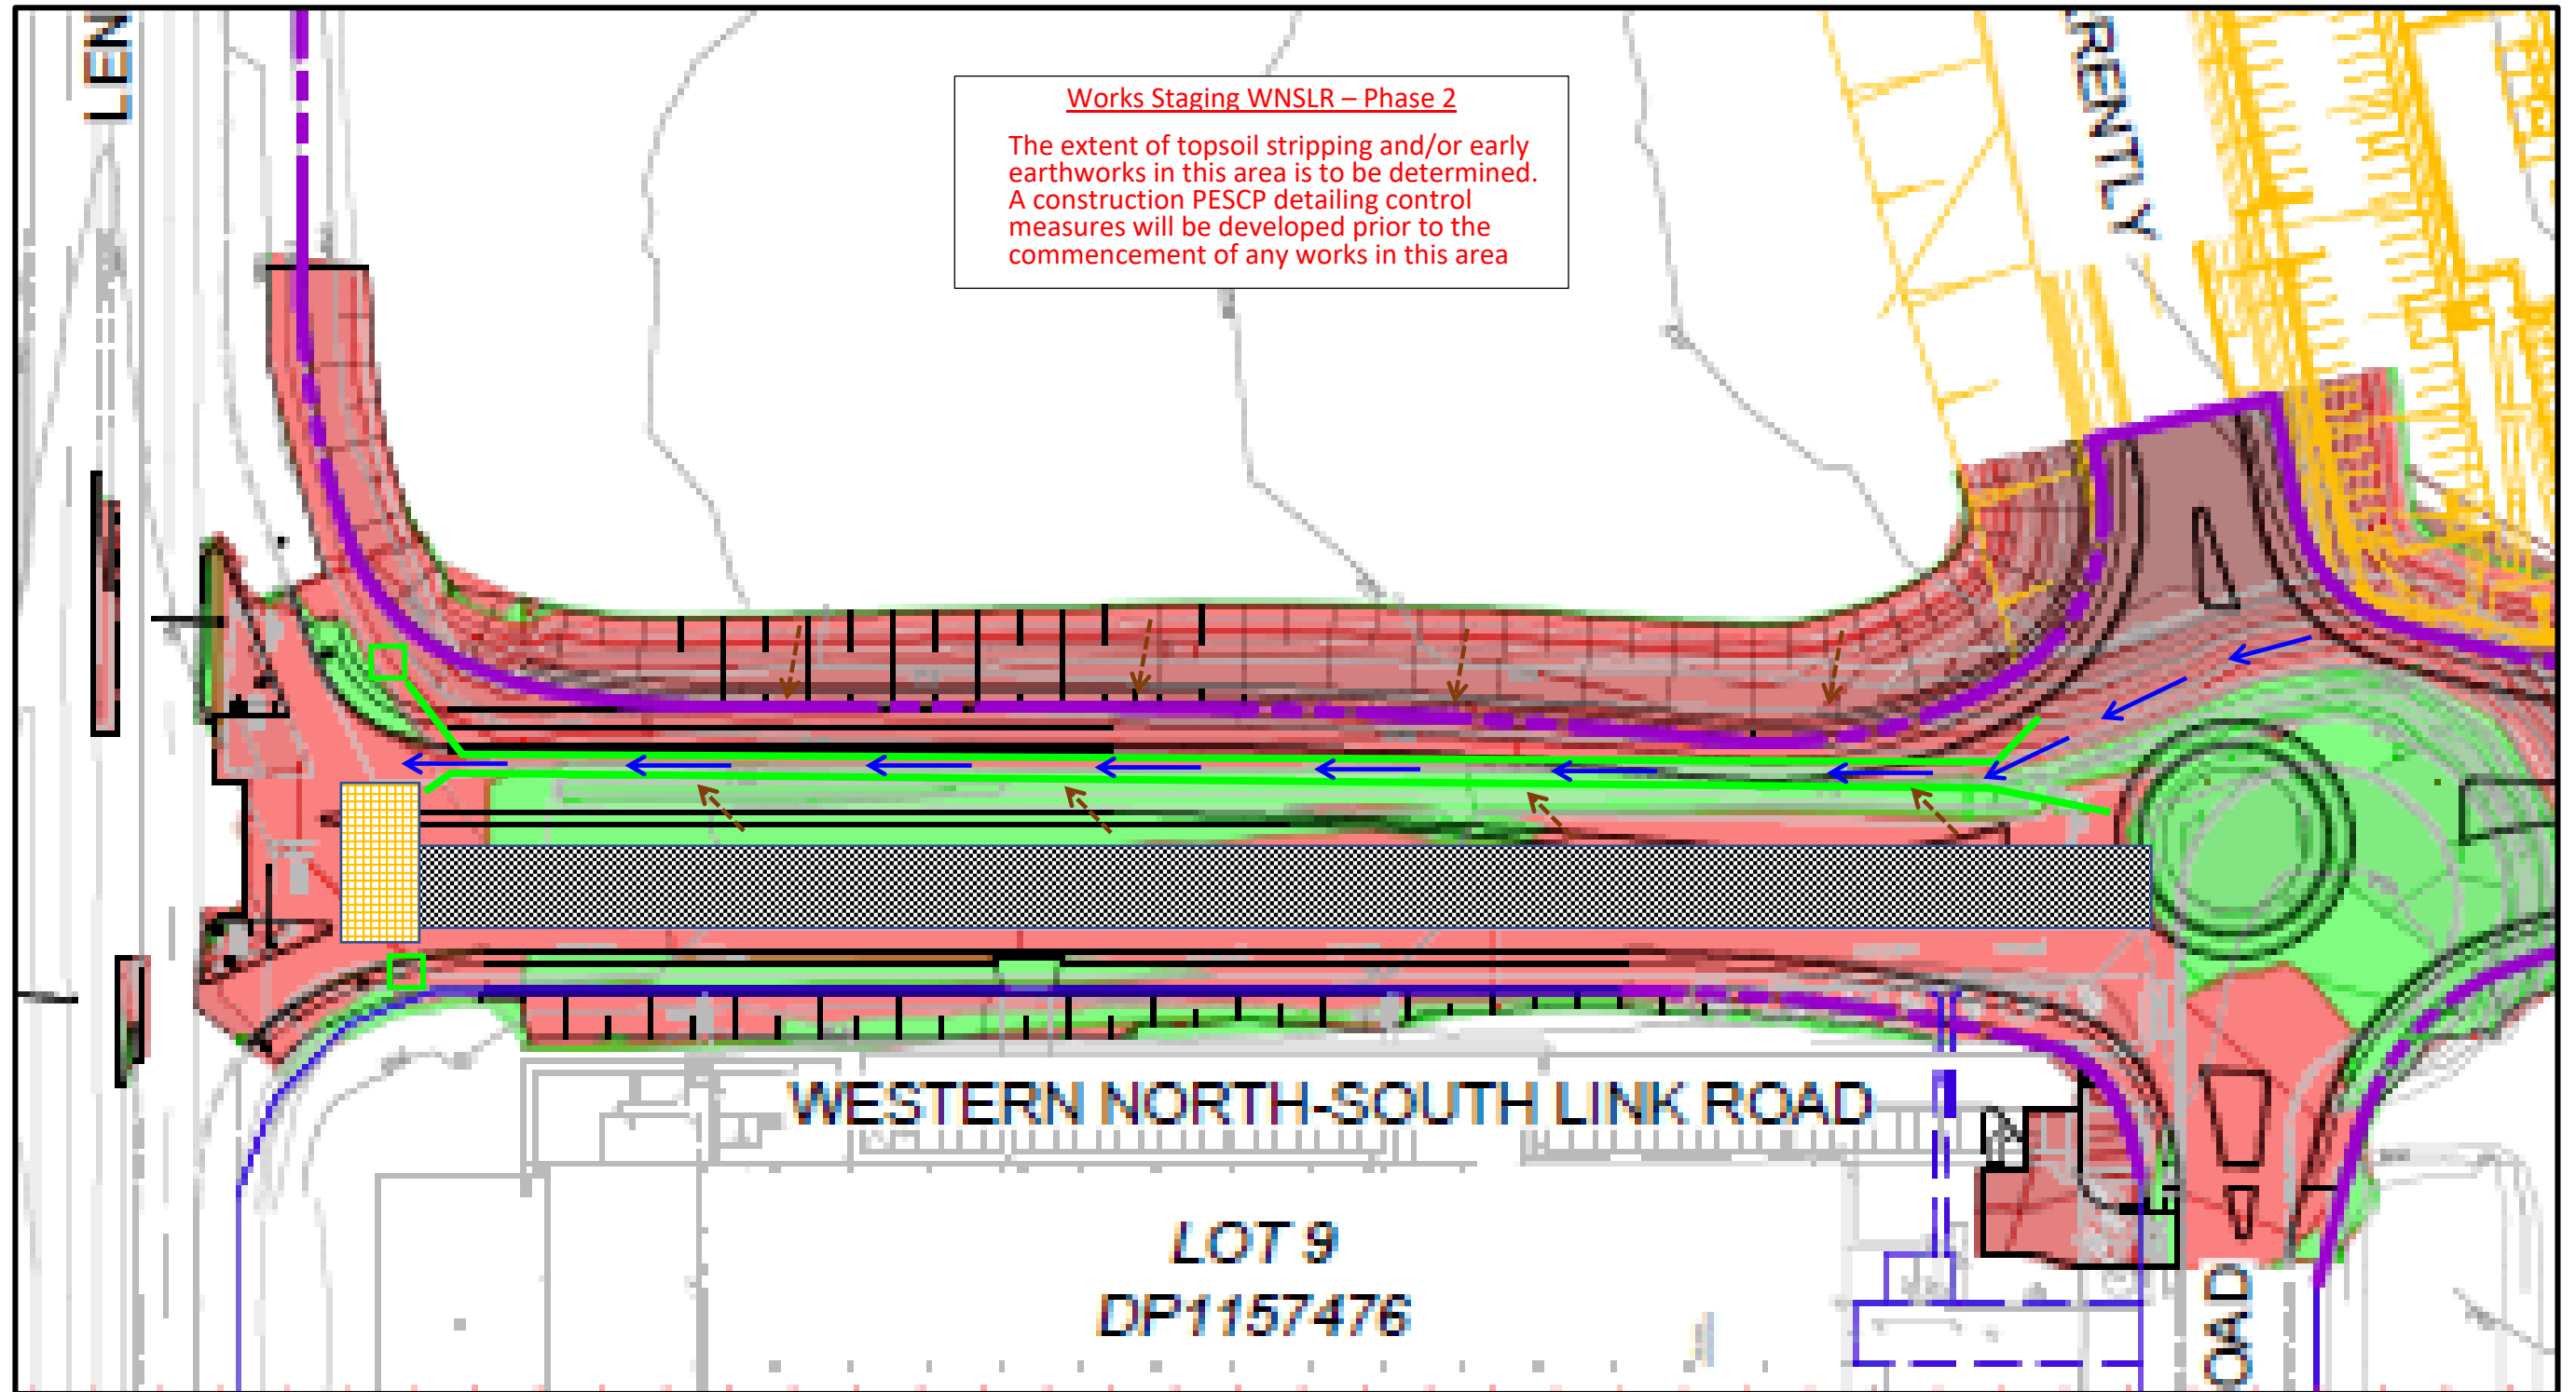 LEN
RENTLY
Works Staging WNSLR – Phase 2
The extent of topsoil stripping and/or early
earthworks in this area is to be determined.
A construction PESCP detailing control
measures will be developed prior to the
commencement of any works in this area
WESTERN NORTH-SOUTH LINK ROAD
LOT 9
DP1157476
OAD